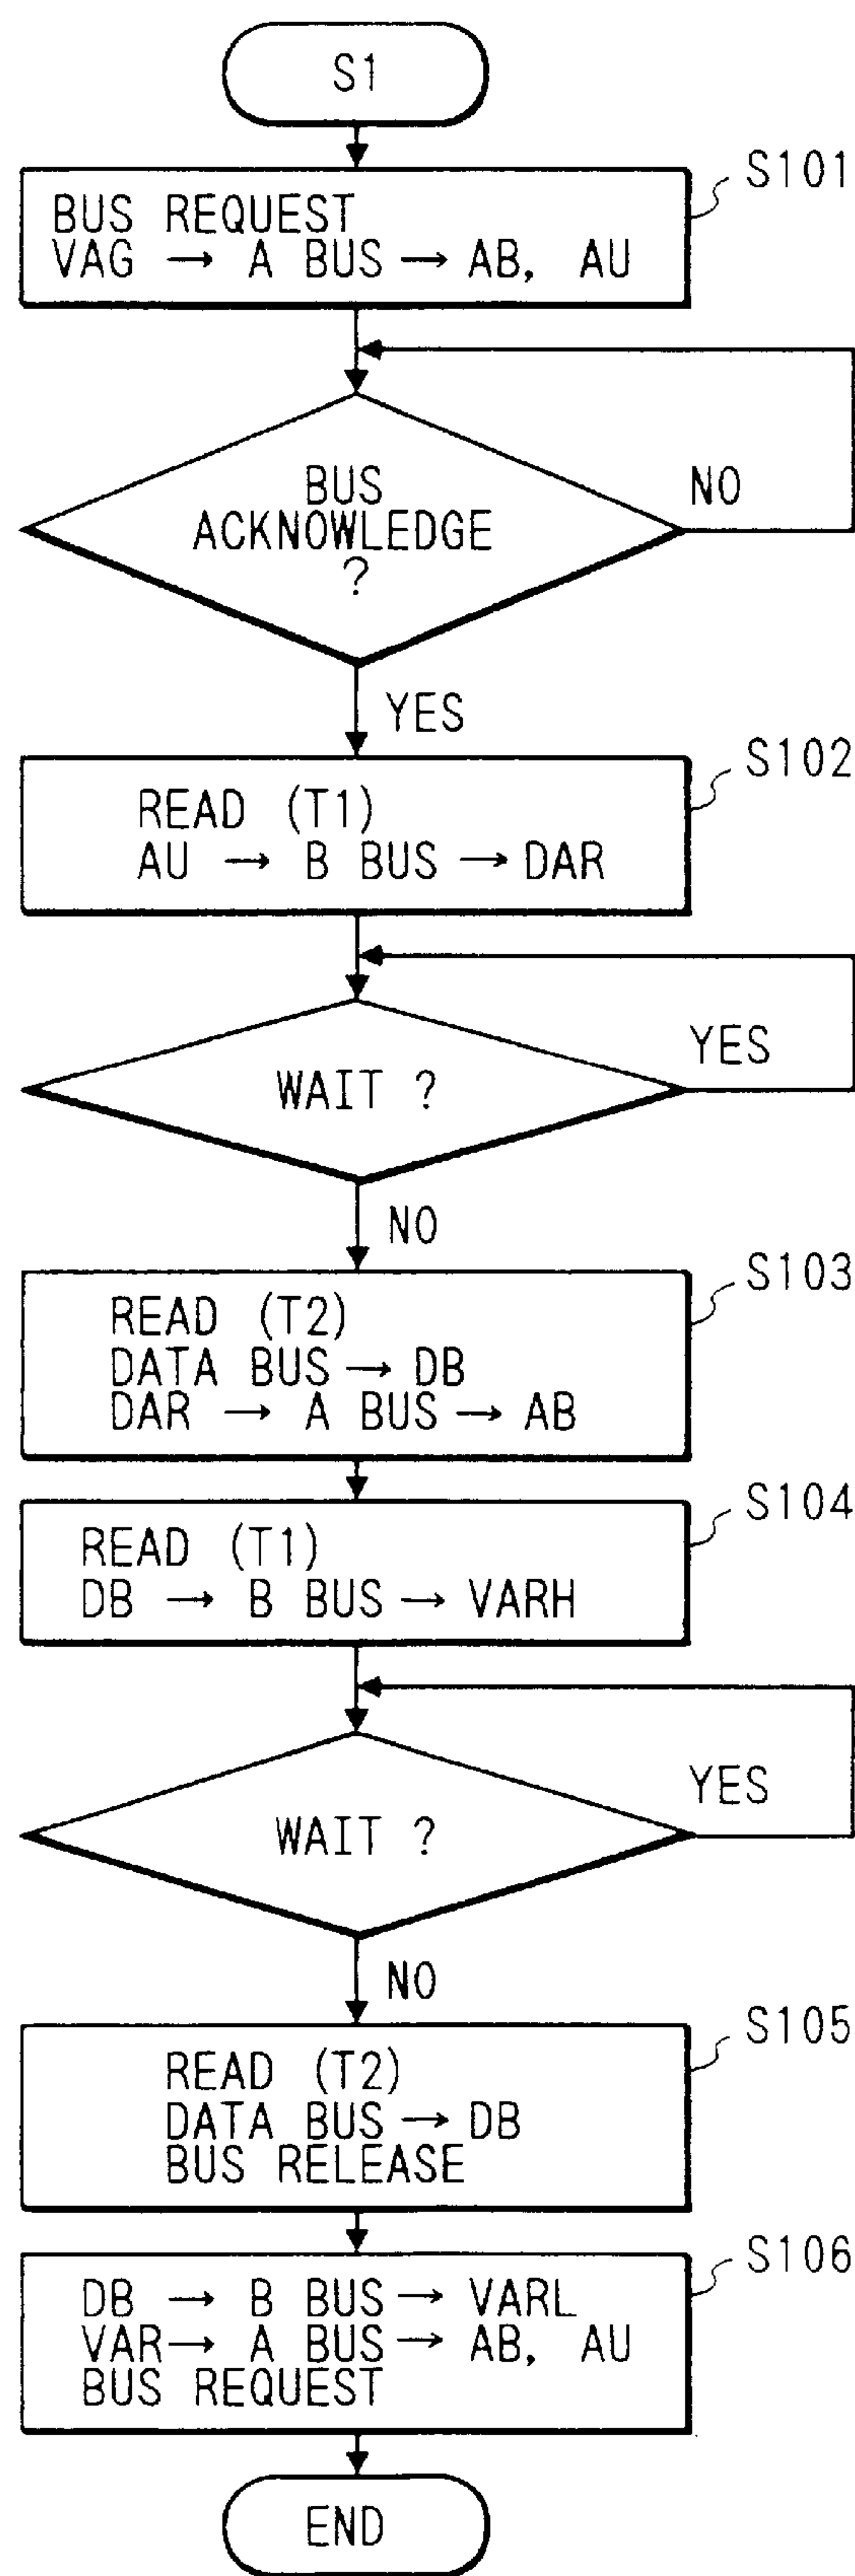 S1
S101
BUS REQUEST
VAG → A BUS → AB, AU
BUS
ACKNOWLEDGE
?
NO
YES
S102
READ (T1)
AU → B BUS → DAR
WAIT ?
YES
NO
S103
READ (T2)
DATA BUS → DB
DAR → A BUS → AB
S104
READ (T1)
DB → B BUS → VARH
WAIT ?
YES
NO
S105
READ (T2)
DATA BUS → DB
BUS RELEASE
S106
DB → B BUS → VARL
VAR → A BUS → AB, AU
BUS REQUEST
END